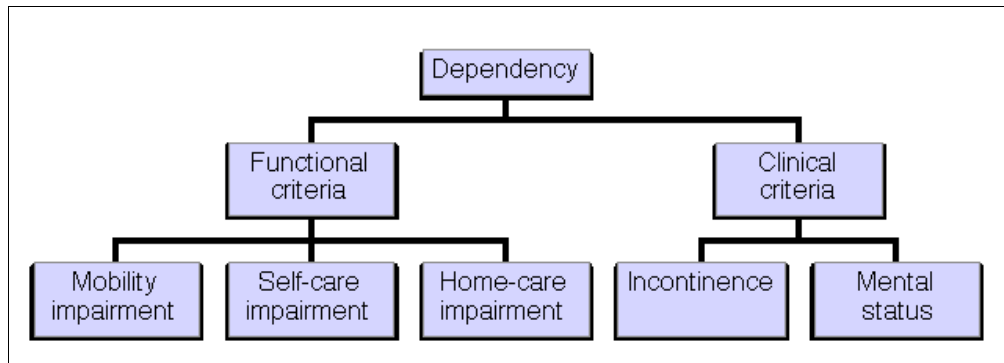 Dependency
Functional
criteria
Clinical
criteria
Mobility
impairment
Self-care
impairment
Home-care
impairment
Incontinence
Mental
status